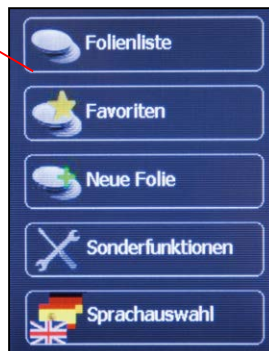 Folienliste
Favoriten
Neue Folie
Sonderfunktionen
Sprachauswahl